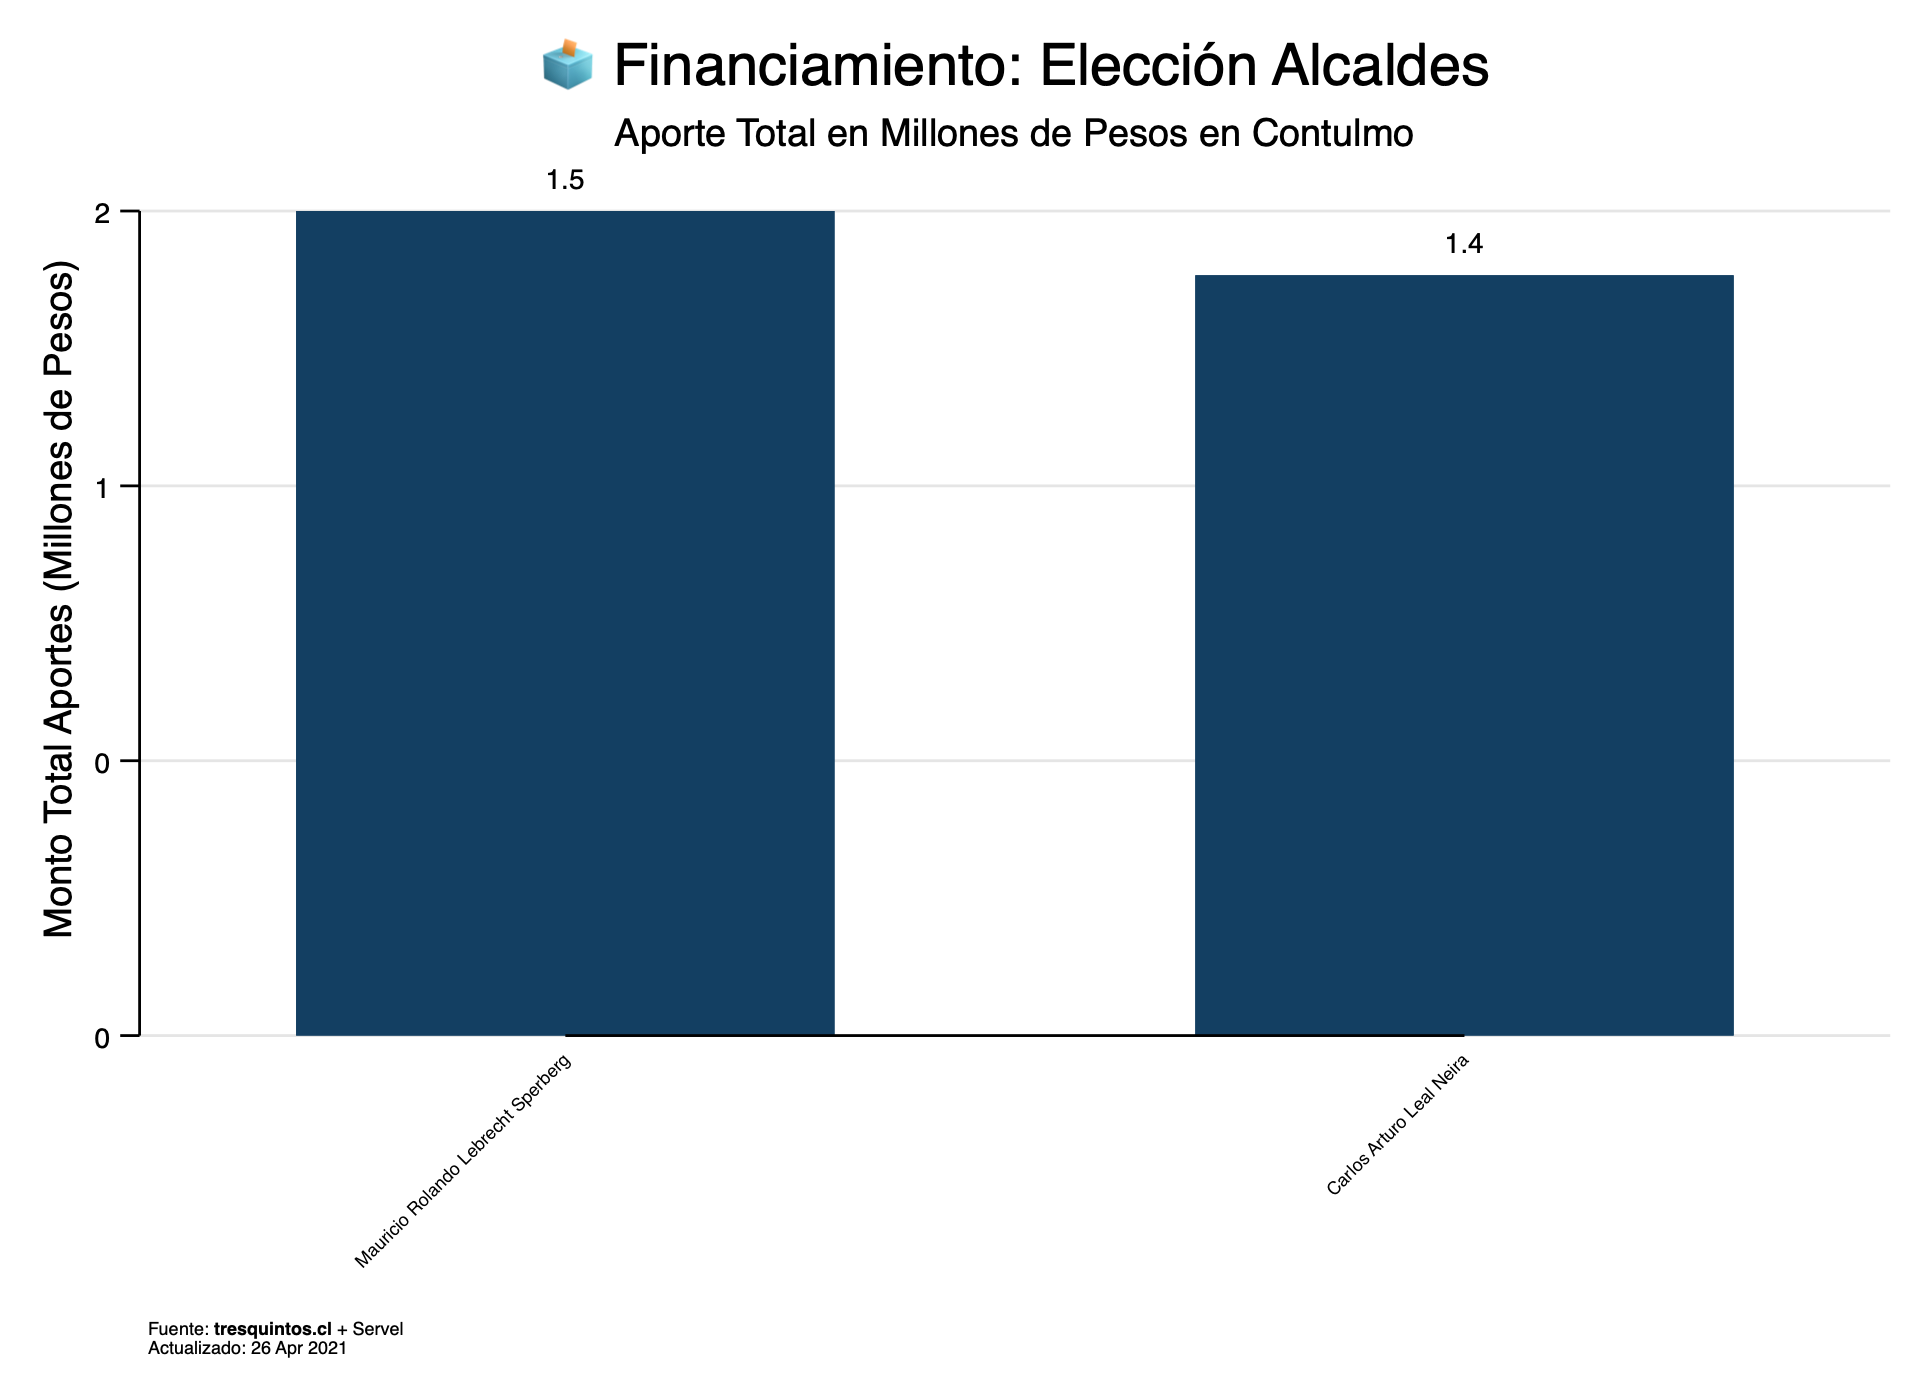 Financiamiento: Elección Alcaldes
Aporte Total en Millones de Pesos en Contulmo
1.5
1.4
Monto Total Aportes (Millones de Pesos)
2
1
0
0
Mauricio Rolando Lebrecht Sperberg
Carlos Arturo Leal Neira
Fuente: tresquintos.cl + Servel
Actualizado: 26 Apr 2021